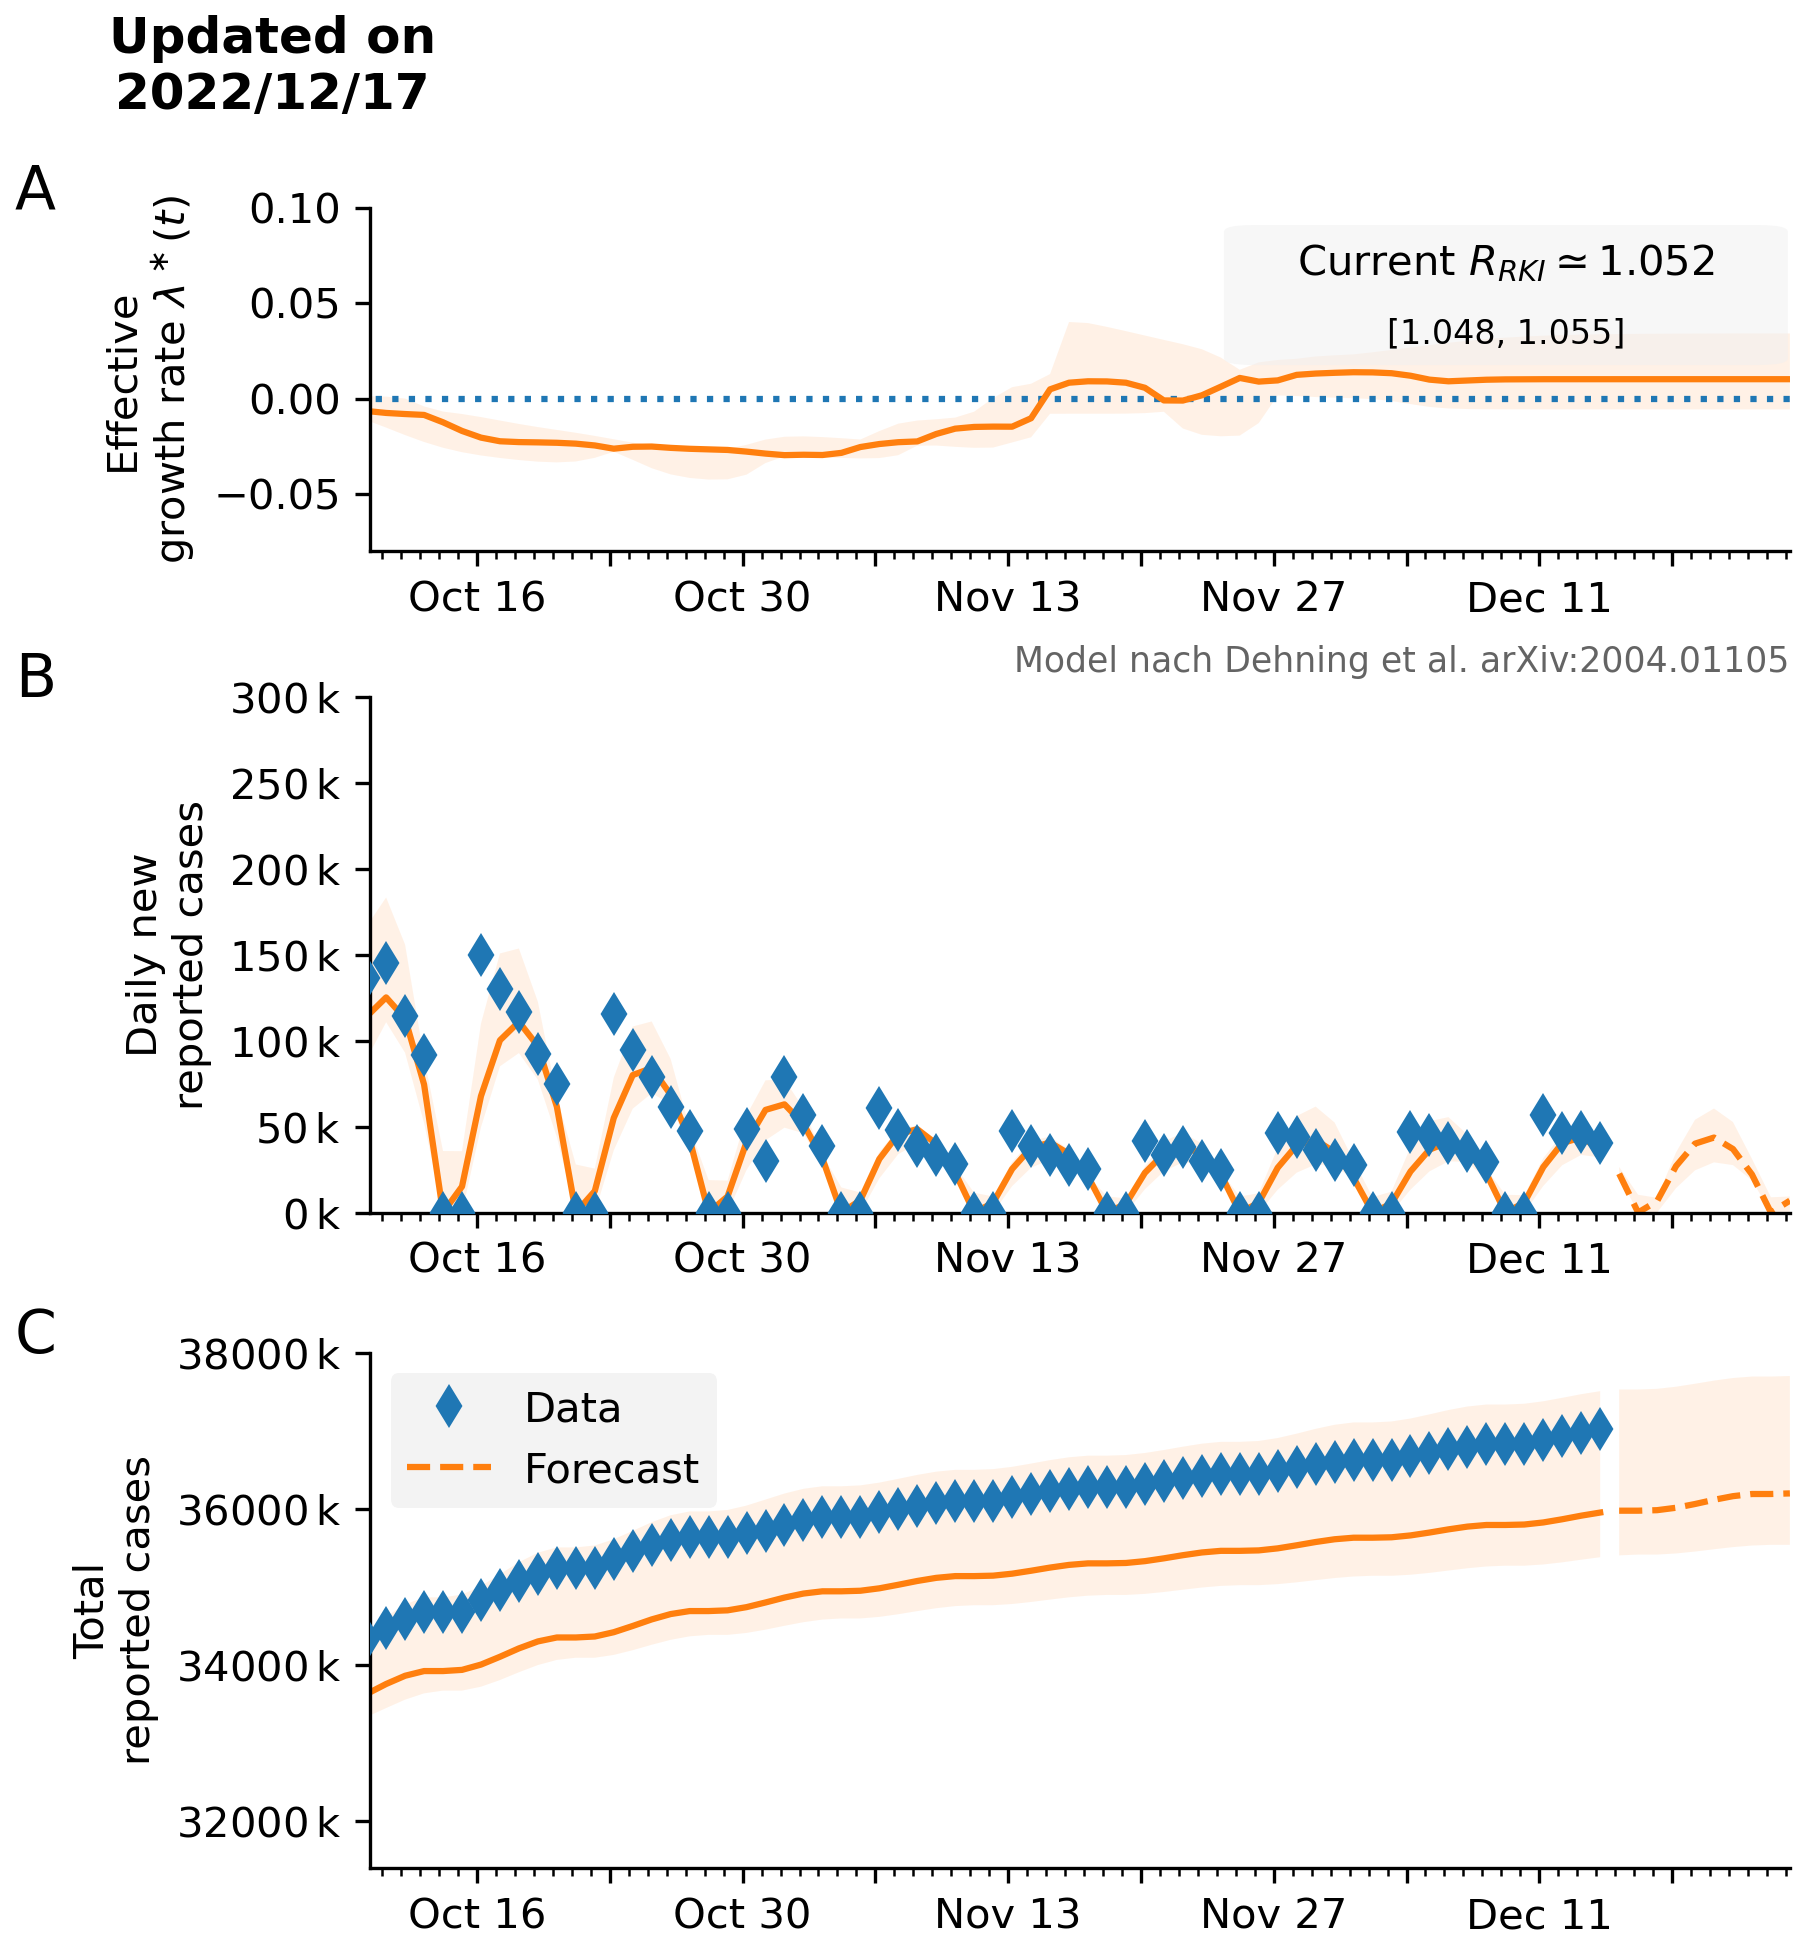 Updated on
2022/12/17
A
Effective
growth rate λ * (t)
0.10
0.05
0.00
−0.05
Current R_RKI ≃ 1.052
[1.048, 1.055]
Oct 16 Oct 30 Nov 13 Nov 27 Dec 11
Model nach Dehning et al. arXiv:2004.01105
B
Daily new
reported cases
300 k
250 k
200 k
150 k
100 k
50 k
0 k
Oct 16 Oct 30 Nov 13 Nov 27 Dec 11
C
Total
reported cases
38000 k
36000 k
34000 k
32000 k
Data
Forecast
Oct 16 Oct 30 Nov 13 Nov 27 Dec 11